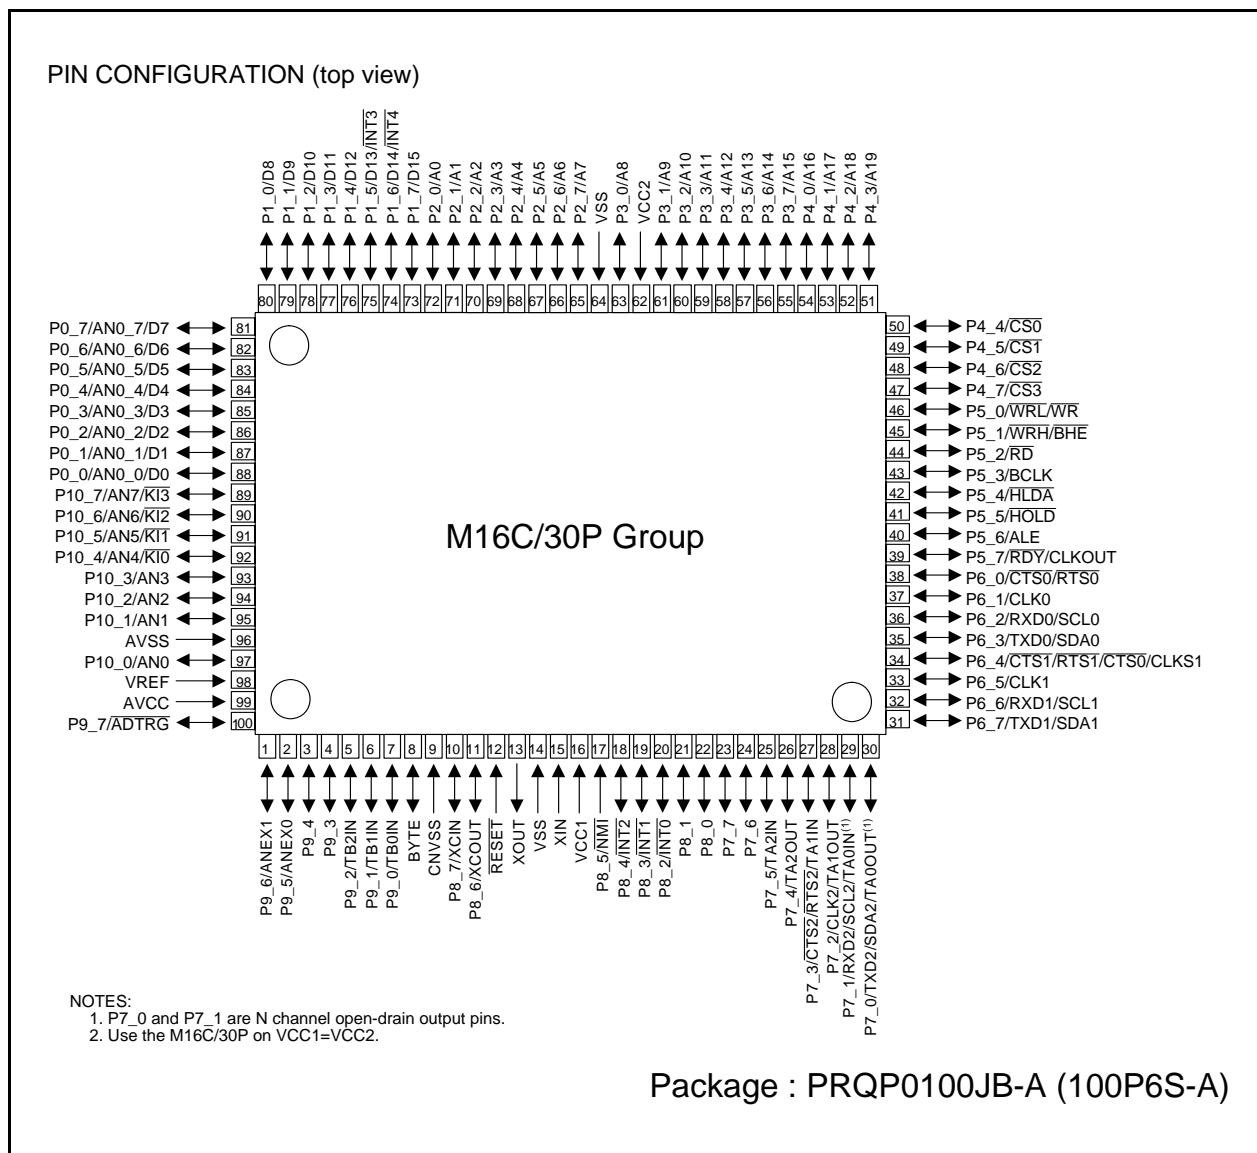 PIN CONFIGURATION (top view)
P1_0/D8
P1_1/D9
P1_2/D10
P1_3/D11
P1_4/D12
P1_5/D13/INT3
P1_6/D14/INT4
P1_7/D15
P2_0/A0
P2_1/A1
P2_2/A2
P2_3/A3
P2_4/A4
P2_5/A5
P2_6/A6
P2_7/A7
VSS
P3_0/A8
VCC2
P3_1/A9
P3_2/A10
P3_3/A11
P3_4/A12
P3_5/A13
P3_6/A14
P3_7/A15
P4_0/A16
P4_1/A17
P4_2/A18
P4_3/A19
80 79 78 77 76 75 74 73 72 71 70 69 68 67 66 65 64 63 62 61 60 59 58 57 56 55 54 53 52 51
P0_7/AN0_7/D7 81
P0_6/AN0_6/D6 82
P0_5/AN0_5/D5 83
P0_4/AN0_4/D4 84
P0_3/AN0_3/D3 85
P0_2/AN0_2/D2 86
P0_1/AN0_1/D1 87
P0_0/AN0_0/D0 88
P10_7/AN7/KI3 89
P10_6/AN6/KI2 90
P10_5/AN5/KI1 91
P10_4/AN4/KI0 92
P10_3/AN3 93
P10_2/AN2 94
P10_1/AN1 95
AVSS 96
P10_0/AN0 97
VREF 98
AVCC 99
P9_7/ADTRG 100
M16C/30P Group
50 P4_4/CS0
49 P4_5/CS1
48 P4_6/CS2
47 P4_7/CS3
46 P5_0/WRL/WR
45 P5_1/WRH/BHE
44 P5_2/RD
43 P5_3/BCLK
42 P5_4/HLDA
41 P5_5/HOLD
40 P5_6/ALE
39 P5_7/RDY/CLKOUT
38 P6_0/CTS0/RTS0
37 P6_1/CLK0
36 P6_2/RXD0/SCL0
35 P6_3/TXD0/SDA0
34 P6_4/CTS1/RTS1/CTS0/CLKS1
33 P6_5/CLK1
32 P6_6/RXD1/SCL1
31 P6_7/TXD1/SDA1
1 2 3 4 5 6 7 8 9 10 11 12 13 14 15 16 17 18 19 20 21 22 23 24 25 26 27 28 29 30
P9_6/ANEX1
P9_5/ANEX0
P9_4
P9_3
P9_2/TB2IN
P9_1/TB1IN
P9_0/TB0IN
BYTE
CNVSS
P8_7/XCIN
P8_6/XCOUT
RESET
XOUT
VSS
XIN
VCC1
P8_5/NMI
P8_4/INT2
P8_3/INT1
P8_2/INT0
P8_1
P8_0
P7_7
P7_6
P7_5/TA2IN
P7_4/TA2OUT
P7_3/CTS2/RTS2/TA1IN
P7_2/CLK2/TA1OUT
P7_1/RXD2/SCL2/TA0IN(1)
P7_0/TXD2/SDA2/TA0OUT(1)
NOTES:
1. P7_0 and P7_1 are N channel open-drain output pins.
2. Use the M16C/30P on VCC1=VCC2.
Package : PRQP0100JB-A (100P6S-A)